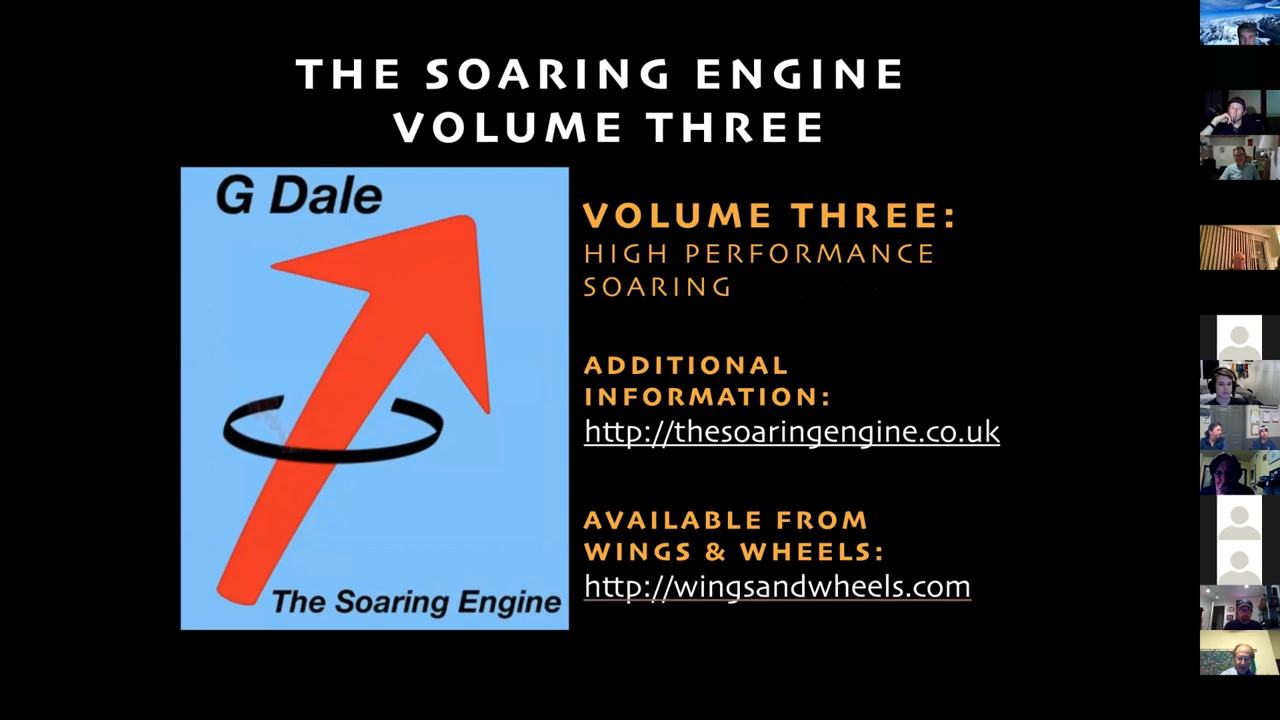 THE SOARING ENGINE
VOLUME THREE
G Dale
The Soaring Engine
VOLUME THREE:
HIGH PERFORMANCE
SOARING
ADDITIONAL
INFORMATION:
http://thesoaringengine.co.uk
AVAILABLE FROM
WINGS & WHEELS:
http://wingsandwheels.com